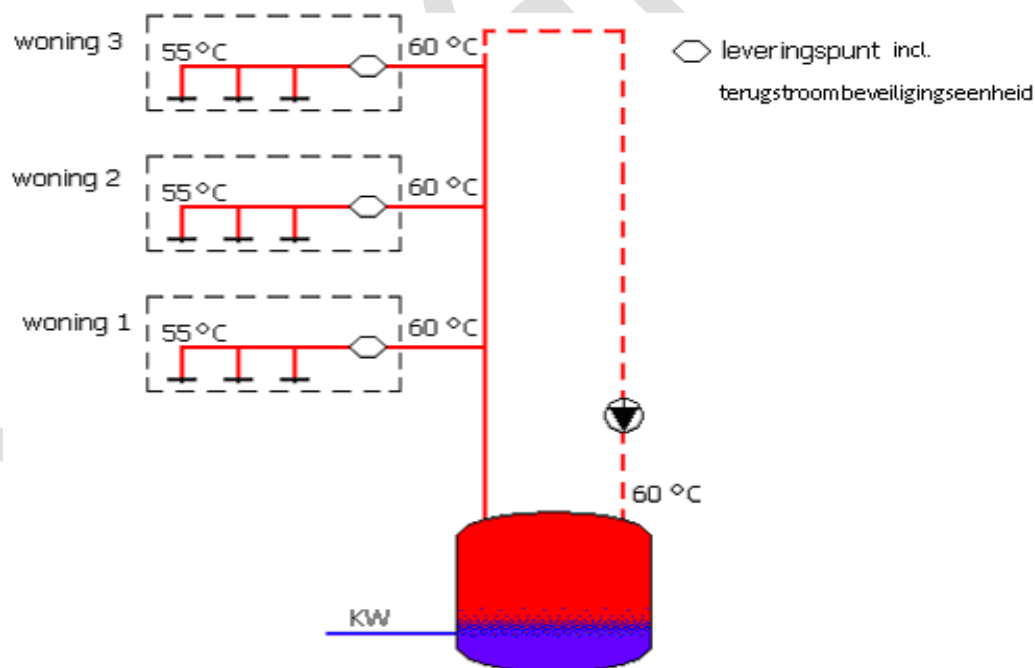 woning 3
55°C
60 °C
leveringspunt incl.
terugstroombeveiligingseenheid
woning 2
55°C
60 °C
woning 1
55°C
60 °C
60 °C
KW